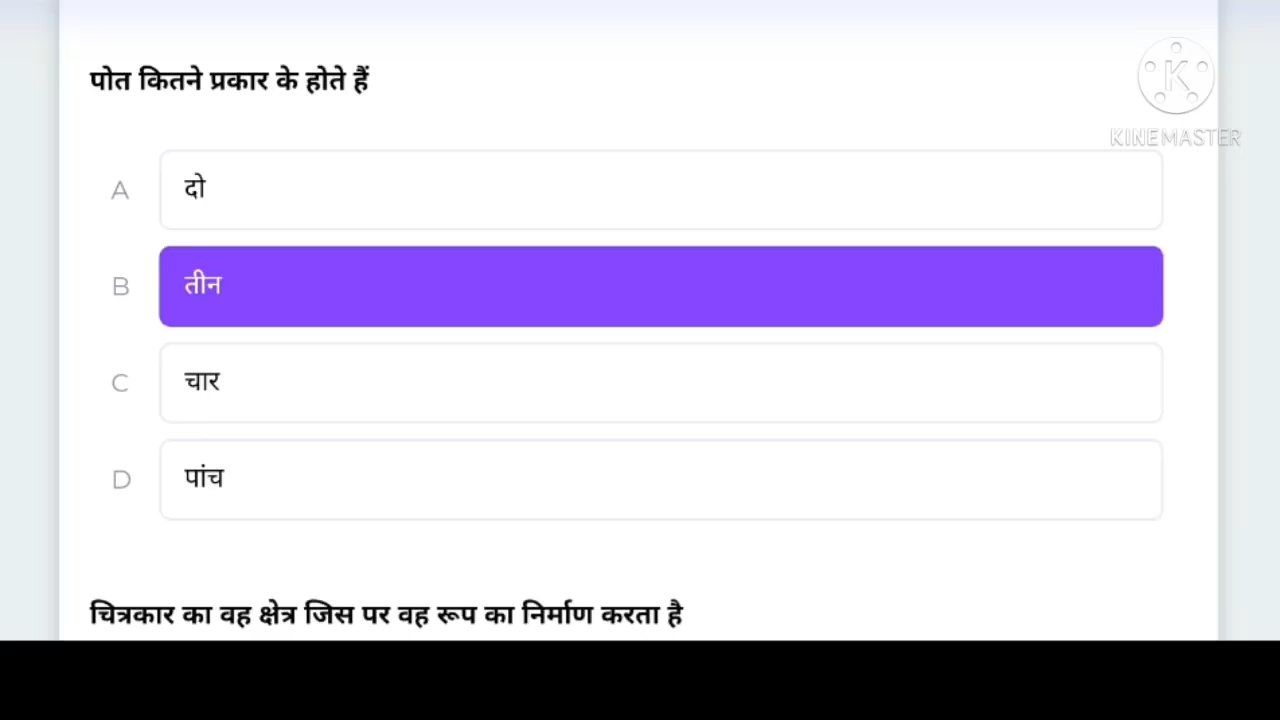 पोत कितने प्रकार के होते हैं
K
KINEMASTER
A दो
B तीन
C चार
D पांच
चित्रकार का वह क्षेत्र जिस पर वह रूप का निर्माण करता है